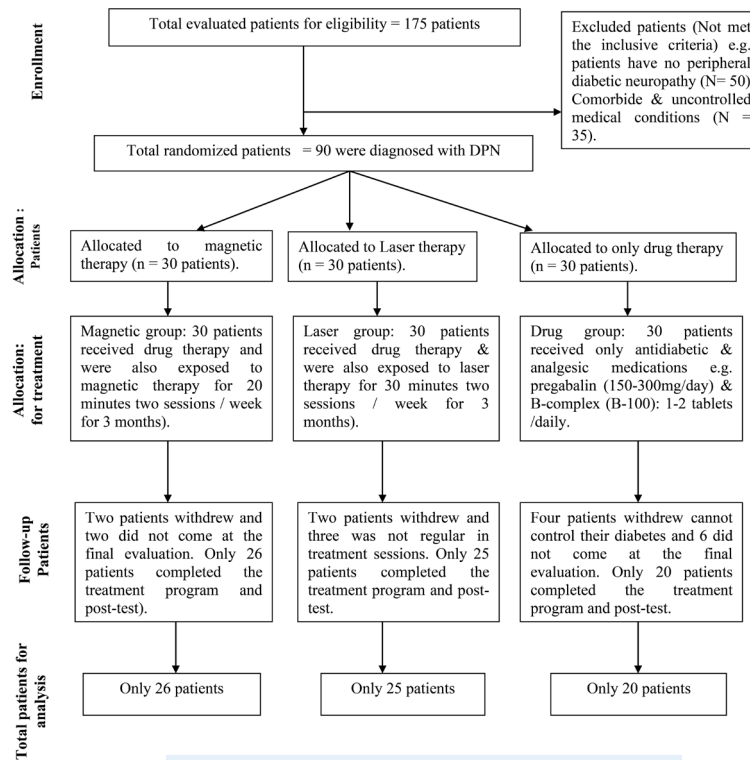 Enrollment
Total evaluated patients for eligibility = 175 patients
Excluded patients (Not met
the inclusive criteria) e.g.
patients have no peripheral
diabetic neuropathy (N= 50)
Comorbide & uncontrolled
medical conditions (N =
35).
Total randomized patients = 90 were diagnosed with DPN
Allocation :
Patients
Allocated to magnetic
therapy (n = 30 patients).
Allocated to Laser therapy
(n = 30 patients).
Allocated to only drug therapy
(n = 30 patients).
Allocation:
for treatment
Magnetic group: 30 patients
received drug therapy and
were also exposed to
magnetic therapy for 20
minutes two sessions / week
for 3 months).
Laser group: 30 patients
received drug therapy &
were also exposed to laser
therapy for 30 minutes two
sessions / week for 3
months).
Drug group: 30 patients
received only antidiabetic &
analgesic medications e.g.
pregabalin (150-300mg/day) &
B-complex (B-100): 1-2 tablets
/daily.
Follow-up
Patients
Two patients withdrew and
two did not come at the
final evaluation. Only 26
patients completed the
treatment program and
post-test).
Two patients withdrew and
three was not regular in
treatment sessions. Only 25
patients completed the
treatment program and post-
test.
Four patients withdrew cannot
control their diabetes and 6 did
not come at the final
evaluation. Only 20 patients
completed the treatment
program and post-test.
Total patients for
analysis
Only 26 patients
Only 25 patients
Only 20 patients